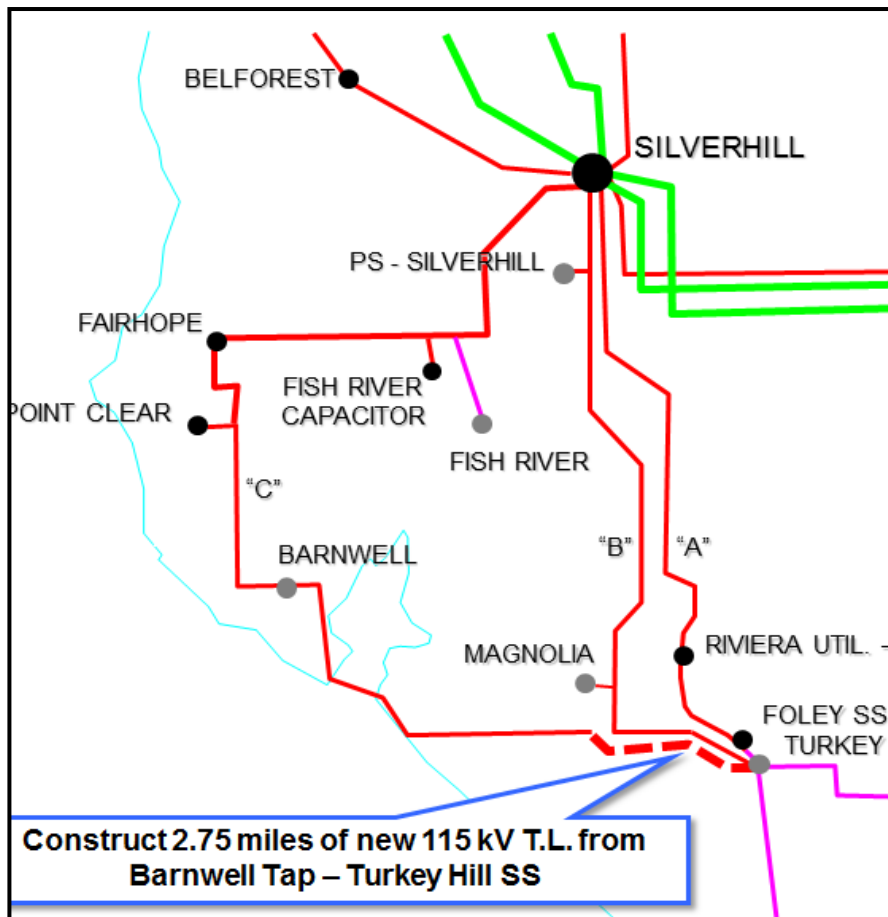 BELFOREST
SILVERHILL
PS - SILVERHILL
FAIRHOPE
FISH RIVER
CAPACITOR
POINT CLEAR
FISH RIVER
"C"
"B"
"A"
BARNWELL
MAGNOLIA
RIVIERA UTIL. -
FOLEY SS
TURKEY
Construct 2.75 miles of new 115 kV T.L. from
Barnwell Tap – Turkey Hill SS